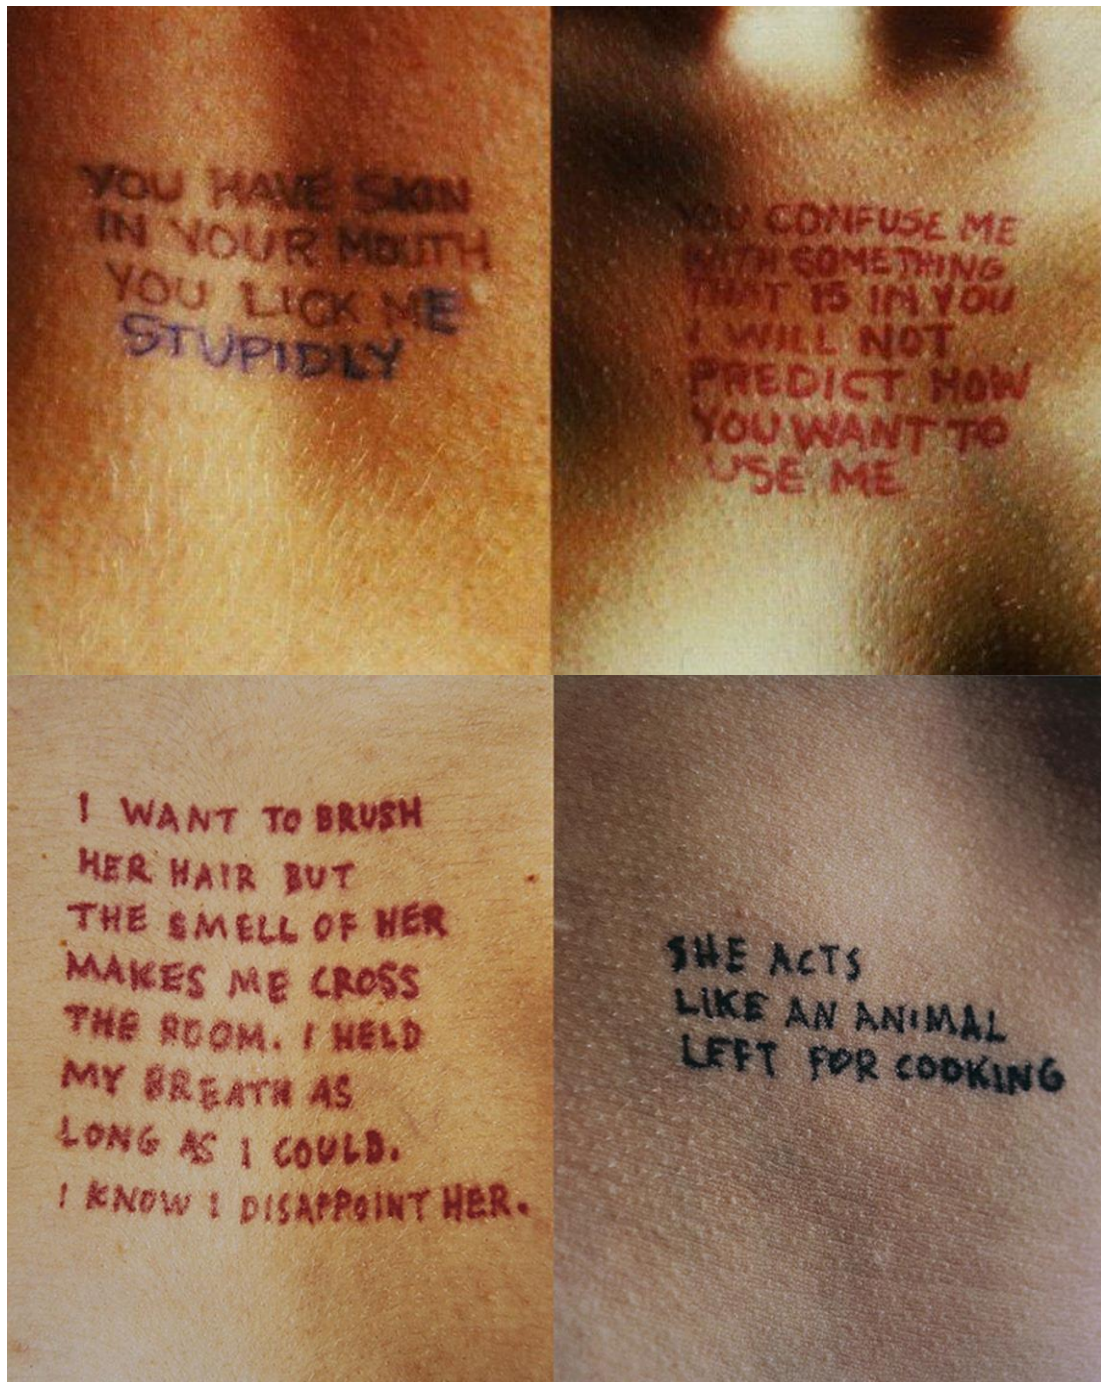 YOU HAVE SKIN
IN YOUR MOUTH
YOU LICK ME
STUPIDLY
YOU CONFUSE ME
WITH SOMETHING
THAT IS IN YOU
I WILL NOT
PREDICT HOW
YOU WANT TO
USE ME
I WANT TO BRUSH
HER HAIR BUT
THE SMELL OF HER
MAKES ME CROSS
THE ROOM. I HELD
MY BREATH AS
LONG AS I COULD.
I KNOW I DISAPPOINT HER.
SHE ACTS
LIKE AN ANIMAL
LEFT FOR COOKING